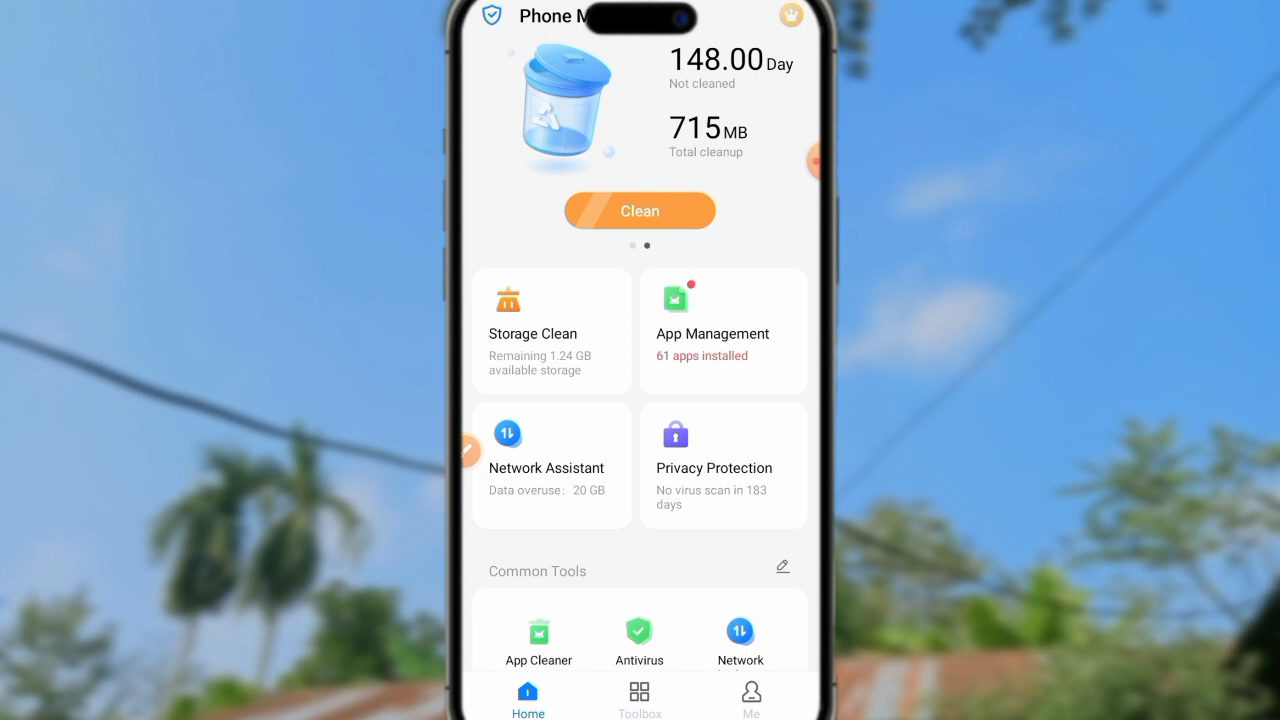 Phone M
148.00 Day
Not cleaned
715 MB
Total cleanup
Clean
Storage Clean
Remaining 1.24 GB
available storage
App Management
61 apps installed
Network Assistant
Data overuse: 20 GB
Privacy Protection
No virus scan in 183
days
Common Tools
App Cleaner
Antivirus
Network
Home
Toolbox
Me